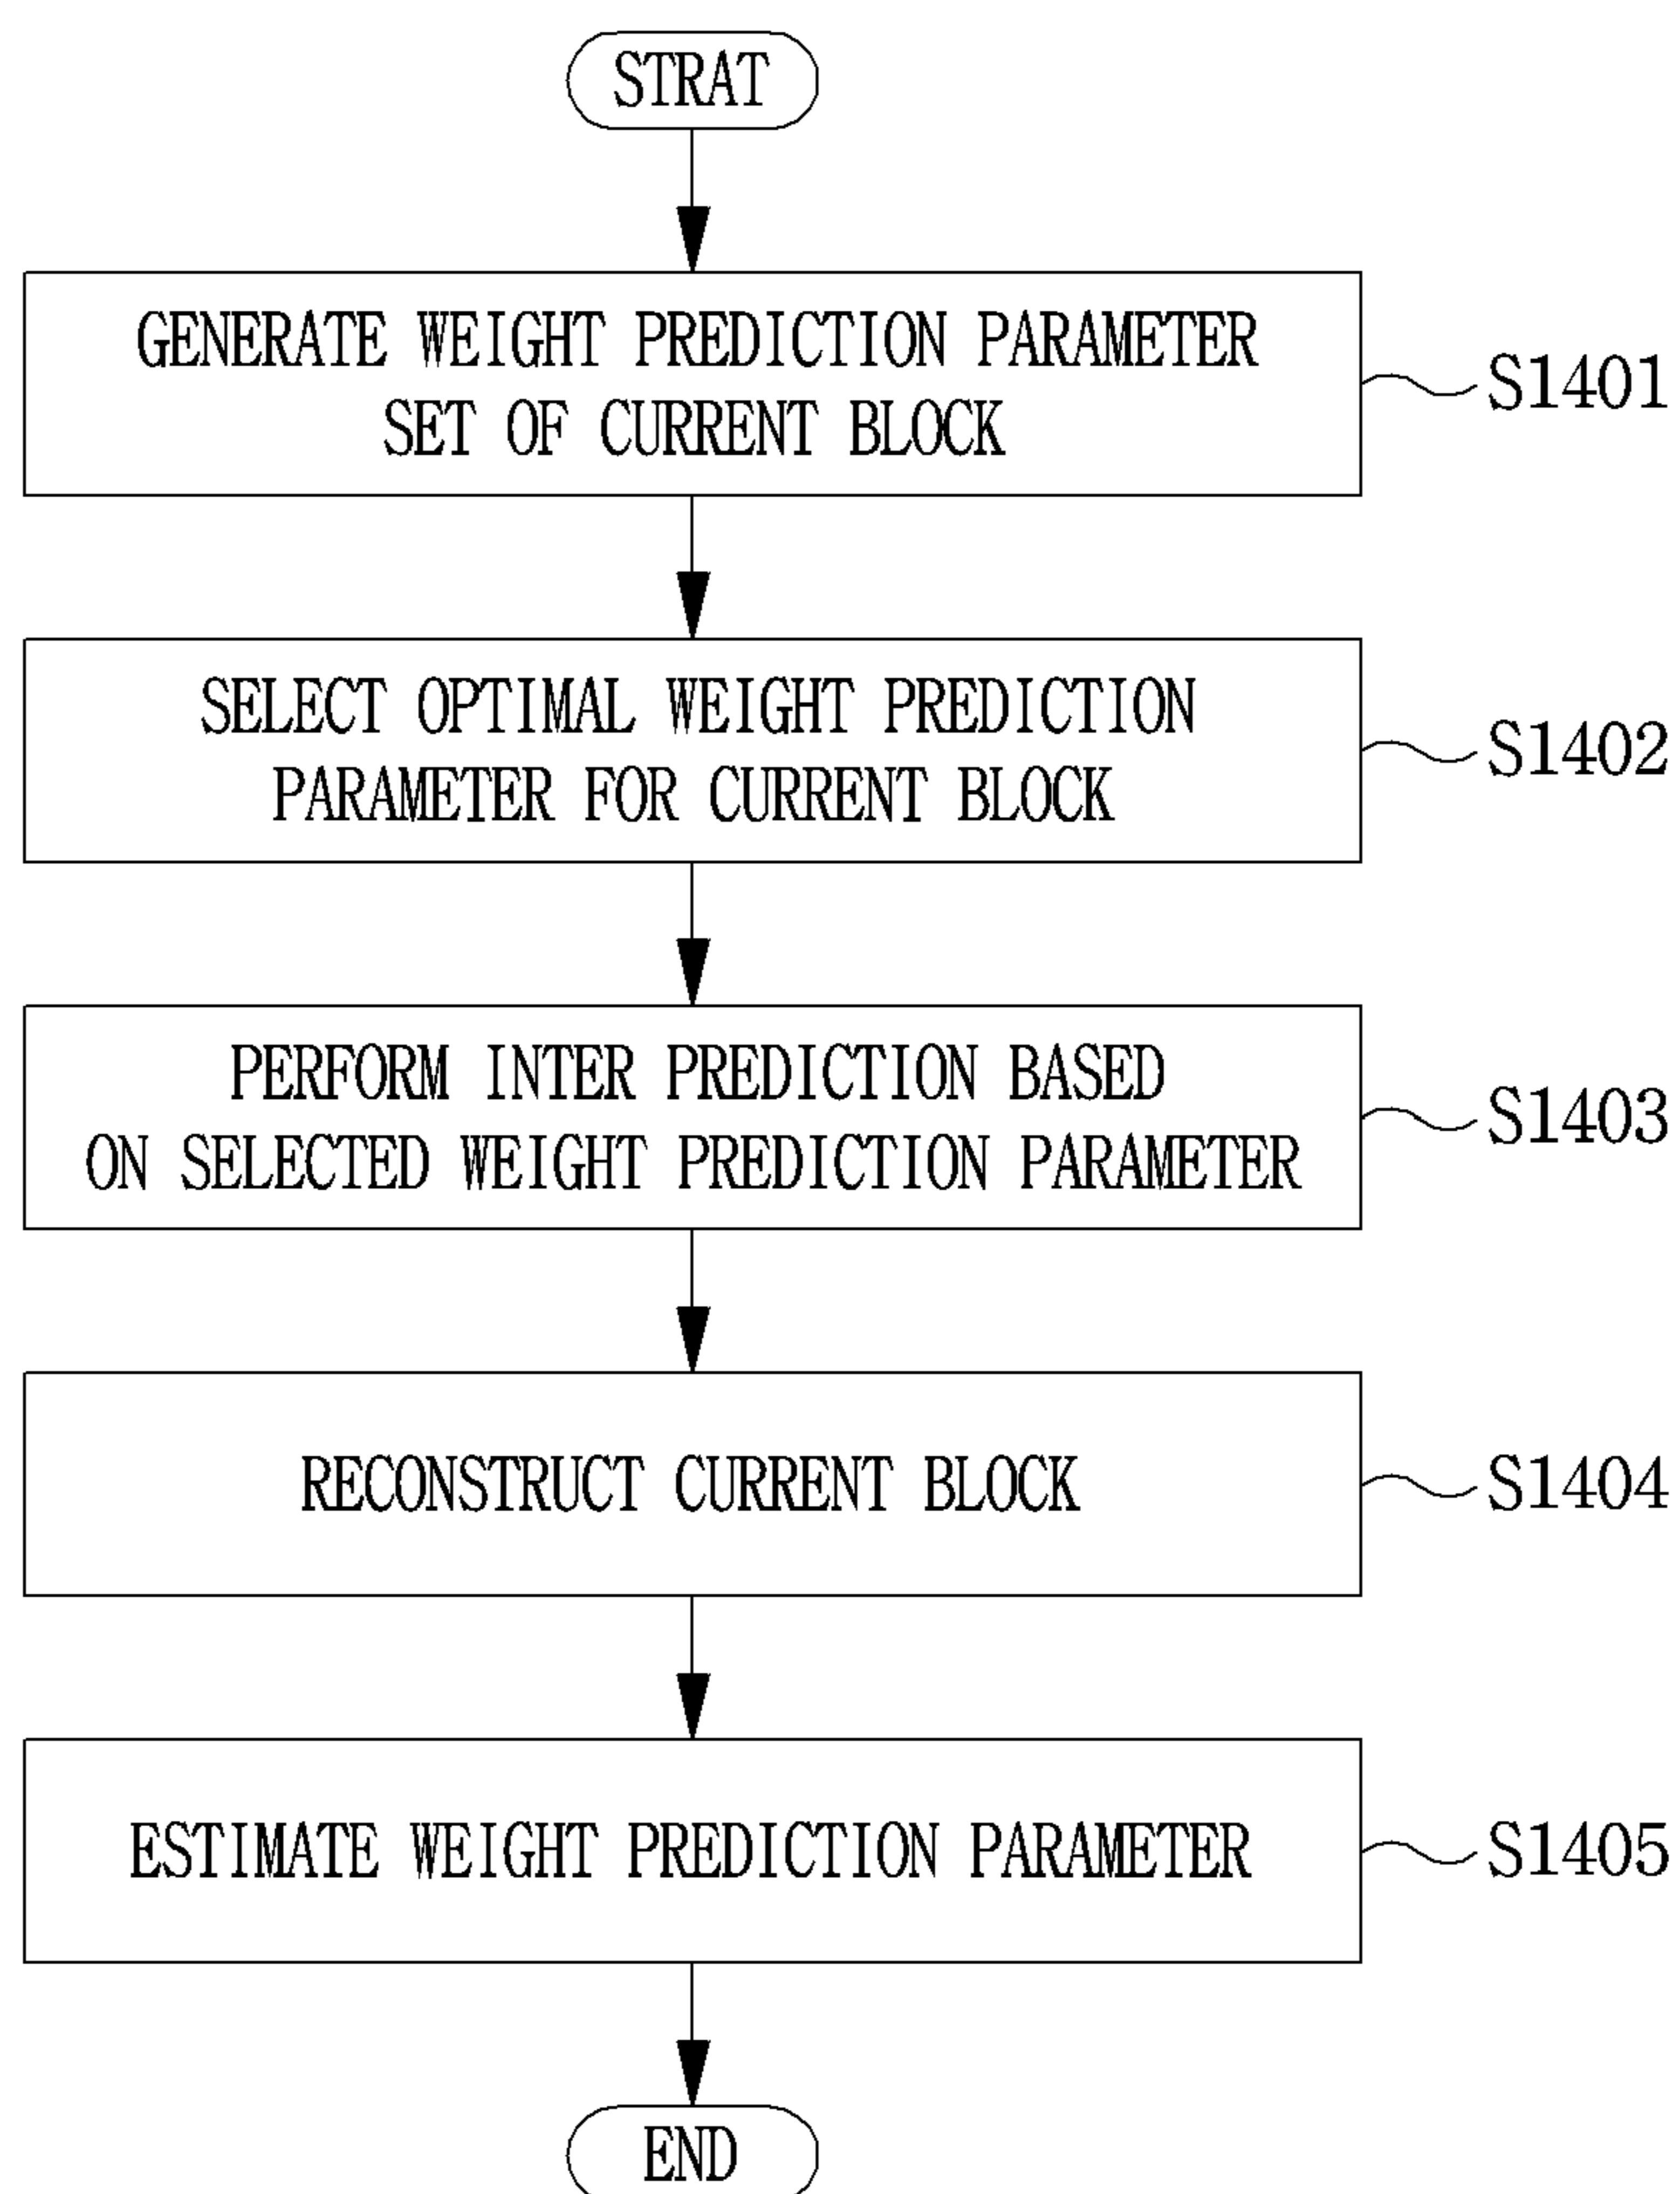 STRAT
GENERATE WEIGHT PREDICTION PARAMETER
SET OF CURRENT BLOCK
S1401
SELECT OPTIMAL WEIGHT PREDICTION
PARAMETER FOR CURRENT BLOCK
S1402
PERFORM INTER PREDICTION BASED
ON SELECTED WEIGHT PREDICTION PARAMETER
S1403
RECONSTRUCT CURRENT BLOCK
S1404
ESTIMATE WEIGHT PREDICTION PARAMETER
S1405
END